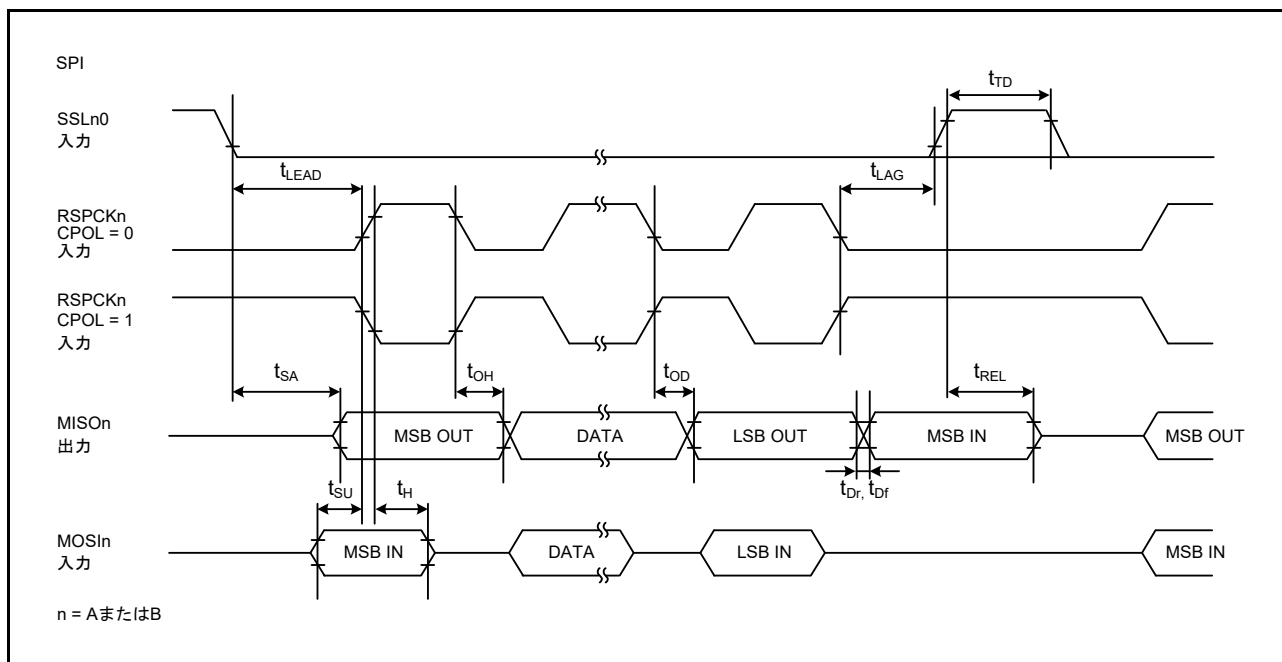 SPI
tTD
SSLn0
入力
tLEAD
tLAG
RSPCKn
CPOL = 0
入力
RSPCKn
CPOL = 1
入力
tSA
tOH
tOD
tREL
MISOn
出力
MSB OUT
DATA
LSB OUT
MSB IN
MSB OUT
tSU
tH
tDr, tDf
MOSIn
入力
MSB IN
DATA
LSB IN
MSB IN
n = AまたはB